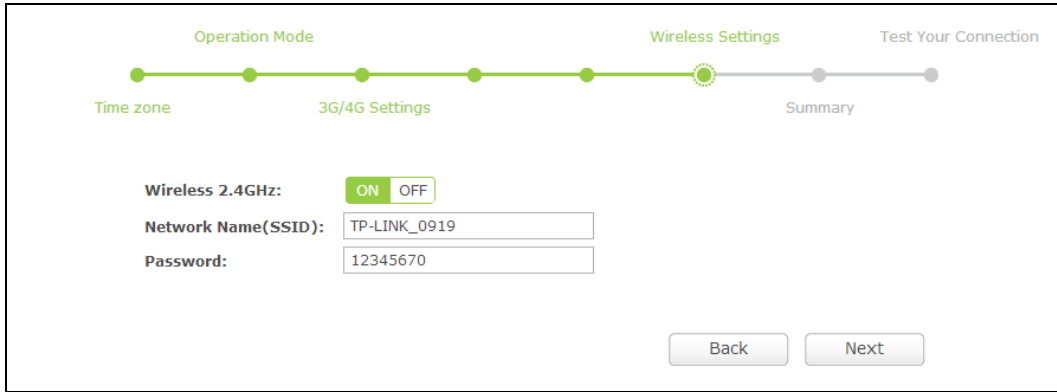 Operation Mode Wireless Settings Test Your Connection
Time zone 3G/4G Settings Summary
Wireless 2.4GHz: ON OFF
Network Name(SSID): TP-LINK_0919
Password: 12345670
Back Next